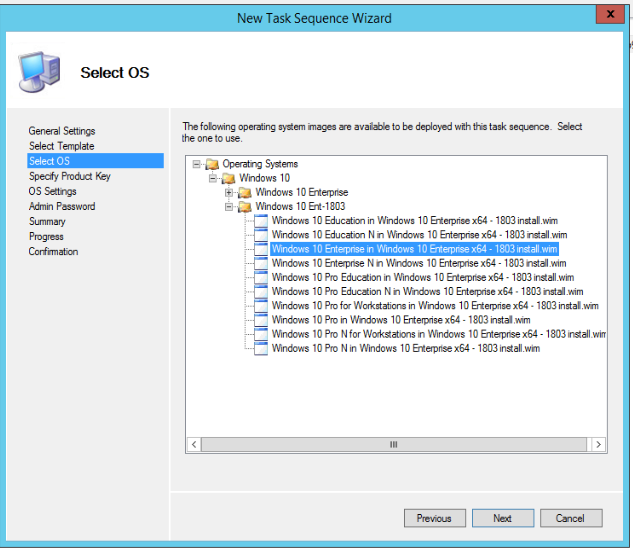 New Task Sequence Wizard
x
Select OS
General Settings
Select Template
Select OS
Specify Product Key
OS Settings
Admin Password
Summary
Progress
Confirmation
The following operating system images are available to be deployed with this task sequence. Select
the one to use.
Operating Systems
Windows 10
Windows 10 Enterprise
Windows 10 Ent-1803
Windows 10 Education in Windows 10 Enterprise x64 - 1803 install.wim
Windows 10 Education N in Windows 10 Enterprise x64 - 1803 install.wim
Windows 10 Enterprise in Windows 10 Enterprise x64 - 1803 install.wim
Windows 10 Enterprise N in Windows 10 Enterprise x64 - 1803 install.wim
Windows 10 Pro Education in Windows 10 Enterprise x64 - 1803 install.wim
Windows 10 Pro Education N in Windows 10 Enterprise x64 - 1803 install.wim
Windows 10 Pro for Workstations in Windows 10 Enterprise x64 - 1803 install.wim
Windows 10 Pro in Windows 10 Enterprise x64 - 1803 install.wim
Windows 10 Pro N for Workstations in Windows 10 Enterprise x64 - 1803 install.wim
Windows 10 Pro N in Windows 10 Enterprise x64 - 1803 install.wim
Previous
Next
Cancel